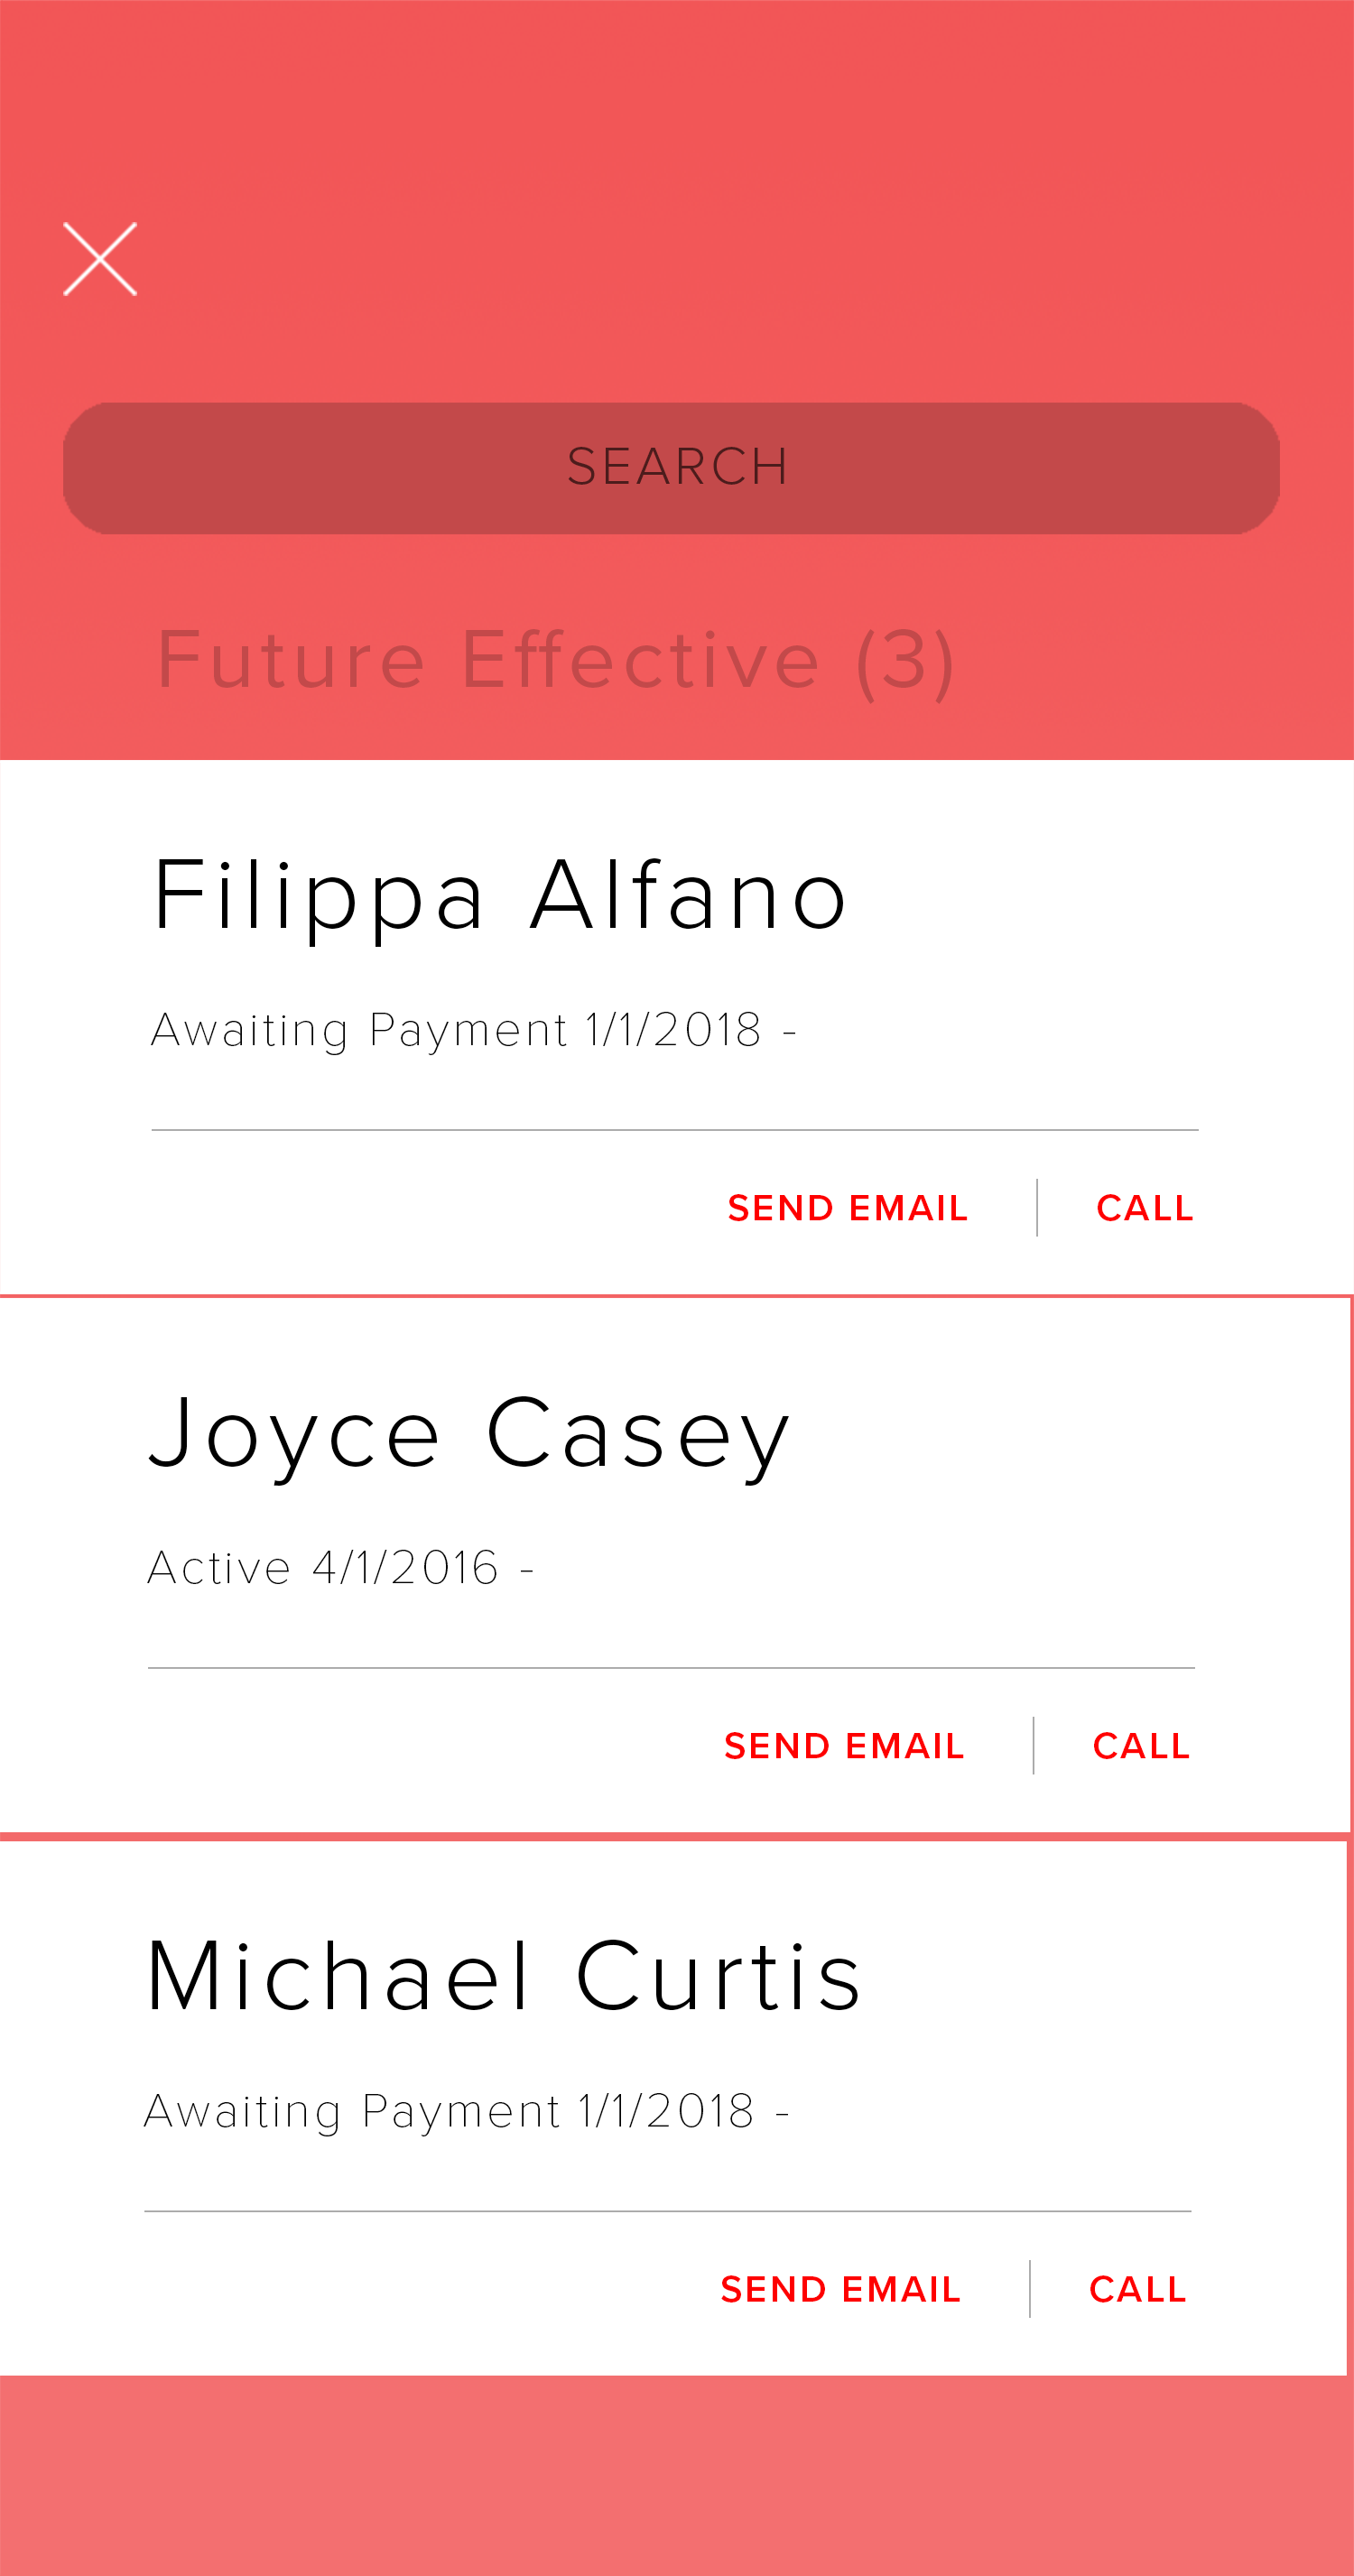 SEARCH
Future Effective (3)
Filippa Alfano
Awaiting Payment 1/1/2018 -
SEND EMAIL
CALL
Joyce Casey
Active 4/1/2016 -
SEND EMAIL
CALL
Michael Curtis
Awaiting Payment 1/1/2018 -
SEND EMAIL
CALL